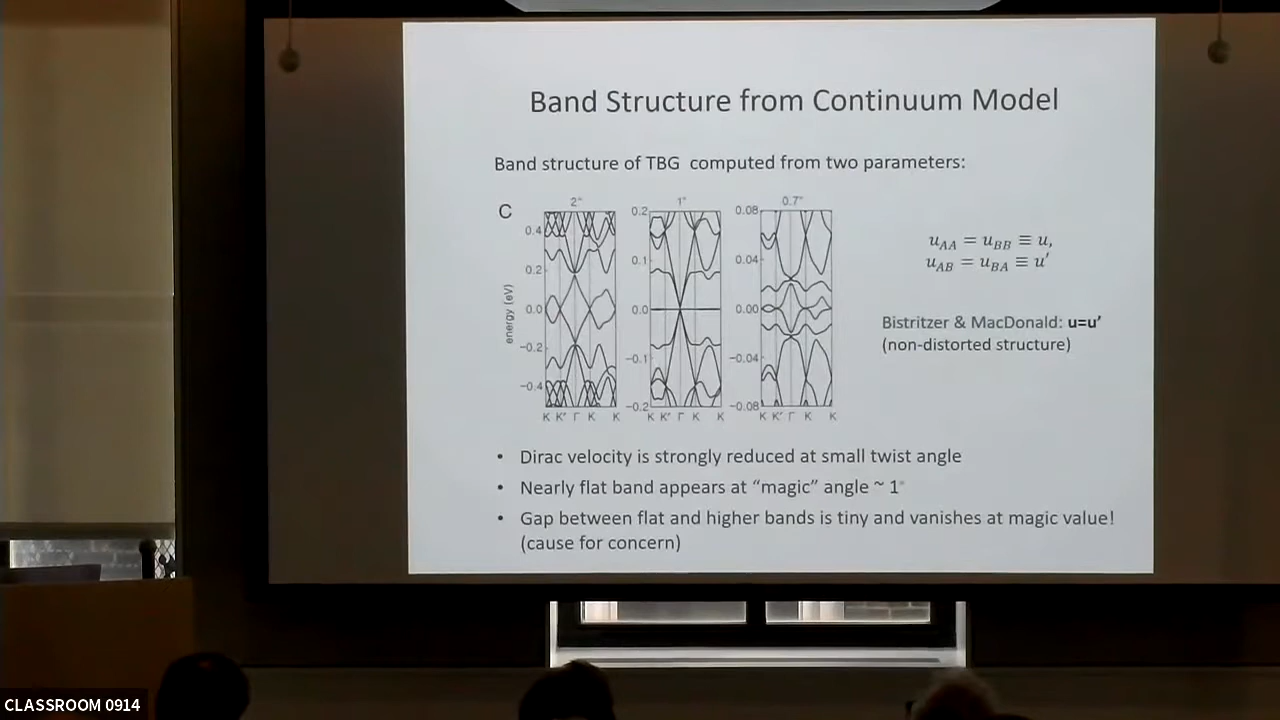 Band Structure from Continuum Model
Band structure of TBG computed from two parameters:
C
2° 1° 0.7°
energy (eV)
0.4
0.2
0.0
−0.2
−0.4
K K' Γ K K
0.2
0.1
0.0
−0.1
−0.2
K K' Γ K K
0.08
0.04
0.00
−0.04
−0.08
K K' Γ K K
u_AA = u_BB ≡ u,
u_AB = u_BA ≡ u'
Bistritzer & MacDonald: u=u'
(non-distorted structure)
• Dirac velocity is strongly reduced at small twist angle
• Nearly flat band appears at “magic” angle ~ 1°
• Gap between flat and higher bands is tiny and vanishes at magic value!
(cause for concern)
CLASSROOM 0914